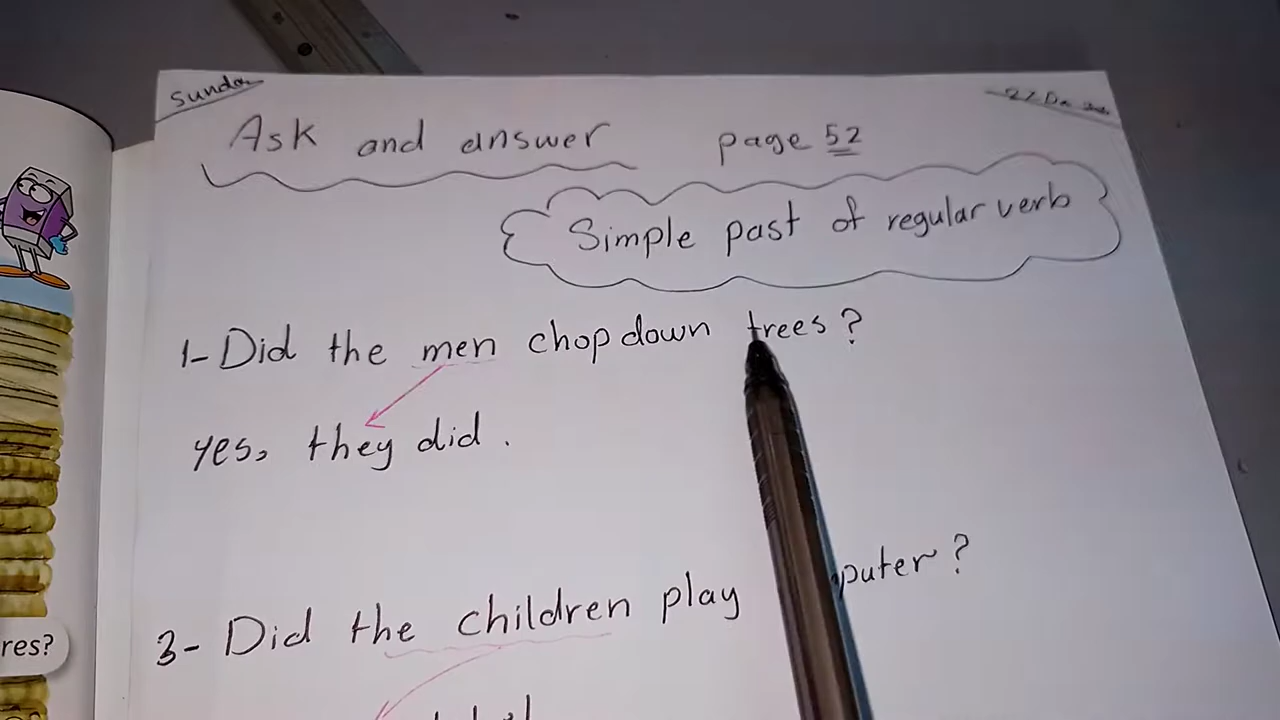 Sunday
Ask and answer page 52
Simple past of regular verb
1- Did the men chop down trees?
yes, they did.
3- Did the children play puter?
res?